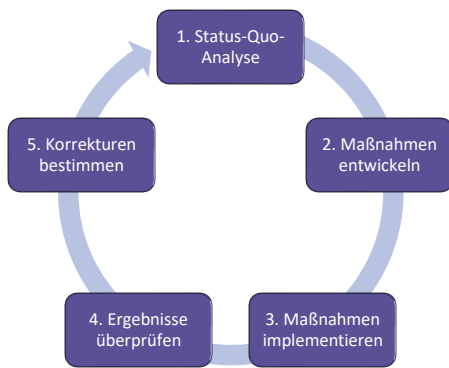 1. Status-Quo-
Analyse
2. Maßnahmen
entwickeln
3. Maßnahmen
implementieren
4. Ergebnisse
überprüfen
5. Korrekturen
bestimmen